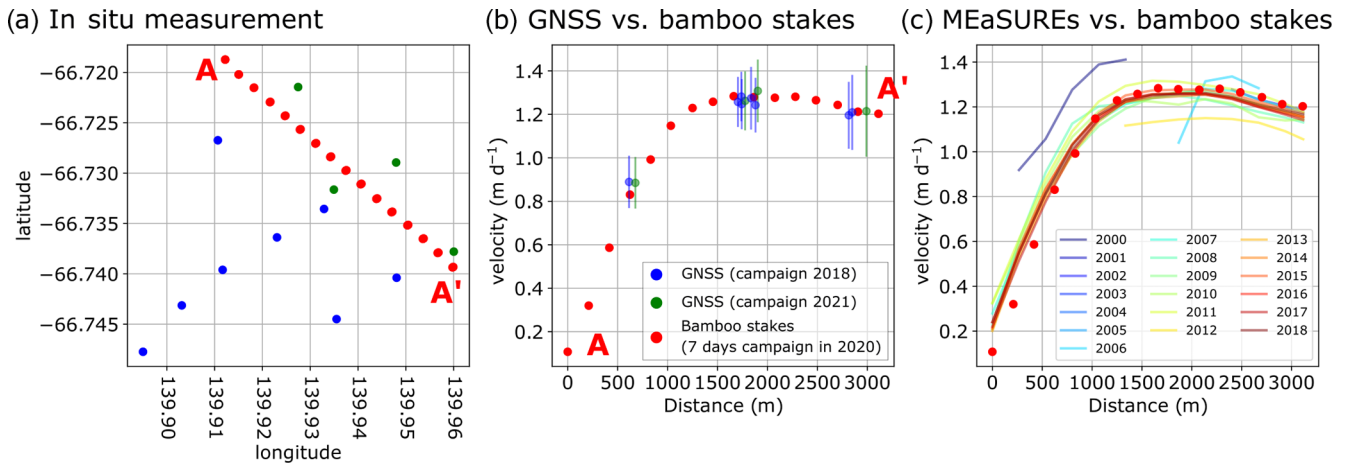 (a) In situ measurement
A
A'
−66.720
−66.725
−66.730
−66.735
−66.740
−66.745
latitude
139.90
139.91
139.92
139.93
139.94
139.95
139.96
longitude
(b) GNSS vs. bamboo stakes
A'
A
1.4
1.2
1.0
0.8
0.6
0.4
0.2
velocity (m d⁻¹)
GNSS (campaign 2018)
GNSS (campaign 2021)
Bamboo stakes
(7 days campaign in 2020)
0 500 1000 1500 2000 2500 3000
Distance (m)
(c) MEaSUREs vs. bamboo stakes
1.4
1.2
1.0
0.8
0.6
0.4
0.2
velocity (m d⁻¹)
2000 2007 2013
2001 2008 2014
2002 2009 2015
2003 2010 2016
2004 2011 2017
2005 2012 2018
2006
0 500 1000 1500 2000 2500 3000
Distance (m)